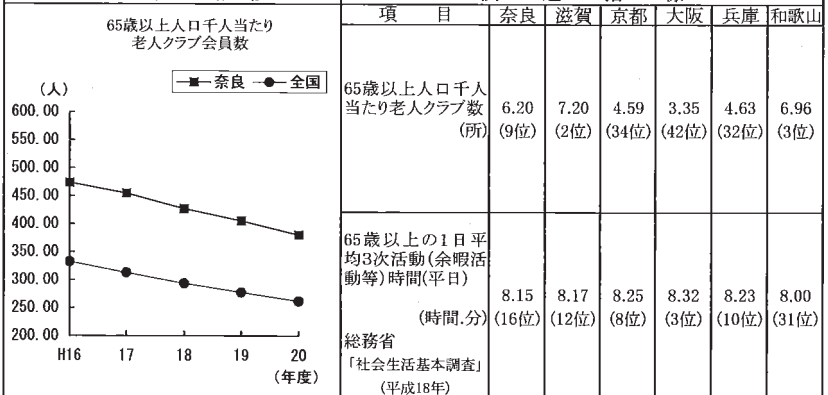 65歳以上人口千人当たり
老人クラブ会員数
(人)
奈良 全国
600.00
550.00
500.00
450.00
400.00
350.00
300.00
250.00
200.00
H16 17 18 19 20
(年度)
項 目 奈良 滋賀 京都 大阪 兵庫 和歌山
65歳以上人口千人
当たり老人クラブ数 6.20 7.20 4.59 3.35 4.63 6.96
(所) (9位) (2位) (34位) (42位) (32位) (3位)
65歳以上の1日平
均3次活動(余暇活
動等)時間(平日)
8.15 8.17 8.25 8.32 8.23 8.00
(時間.分) (16位) (12位) (8位) (3位) (10位) (31位)
総務省
「社会生活基本調査」
(平成18年)